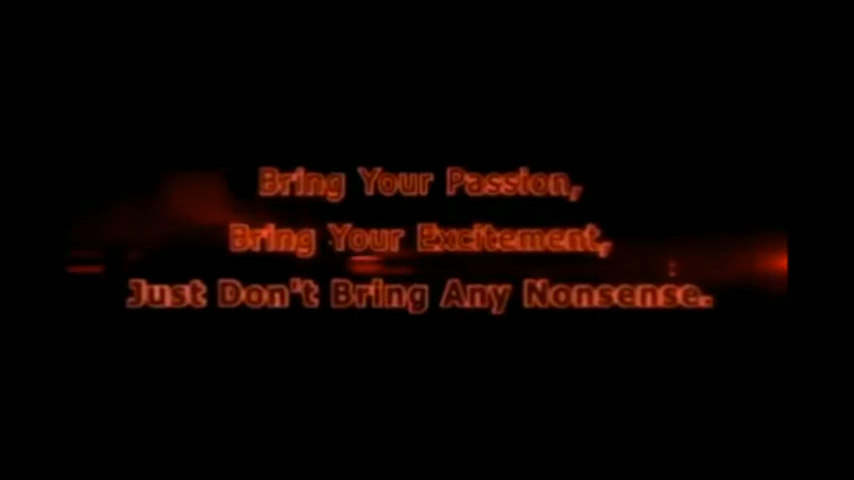 Bring Your Passion,
Bring Your Excitement,
Just Don't Bring Any Nonsense.